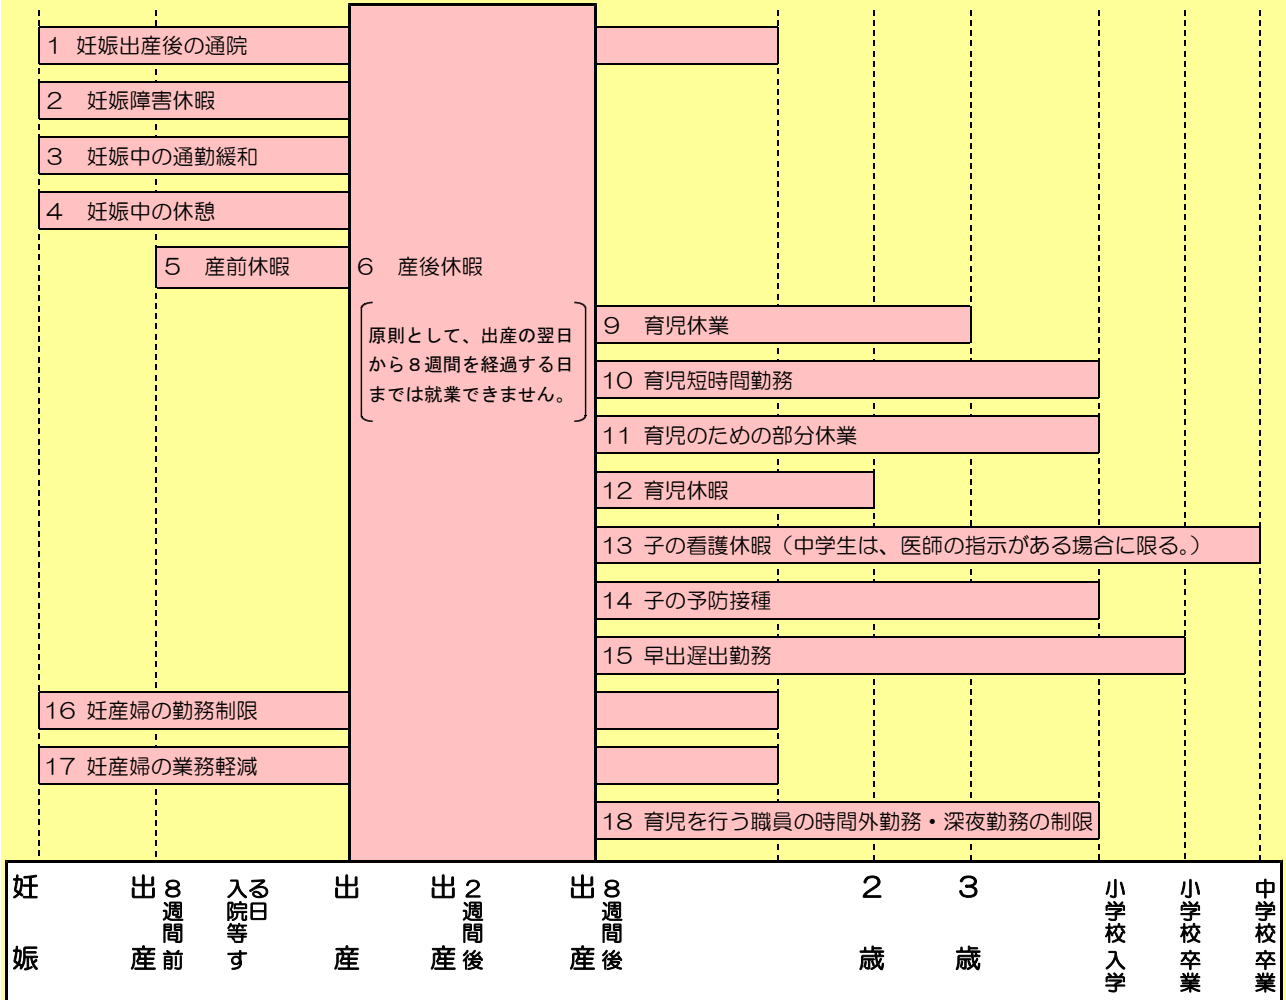 1 妊娠出産後の通院
2 妊娠障害休暇
3 妊娠中の通勤緩和
4 妊娠中の休憩
5 産前休暇
6 産後休暇
原則として、出産の翌日
から８週間を経過する日
までは就業できません。
9 育児休業
10 育児短時間勤務
11 育児のための部分休業
12 育児休暇
13 子の看護休暇（中学生は、医師の指示がある場合に限る。）
14 子の予防接種
15 早出遅出勤務
16 妊産婦の勤務制限
17 妊産婦の業務軽減
18 育児を行う職員の時間外勤務・深夜勤務の制限
妊娠
出産
８週間前
入院等す
る日
出産
出産
２週間後
出産
８週間後
２歳
３歳
小学校入学
小学校卒業
中学校卒業